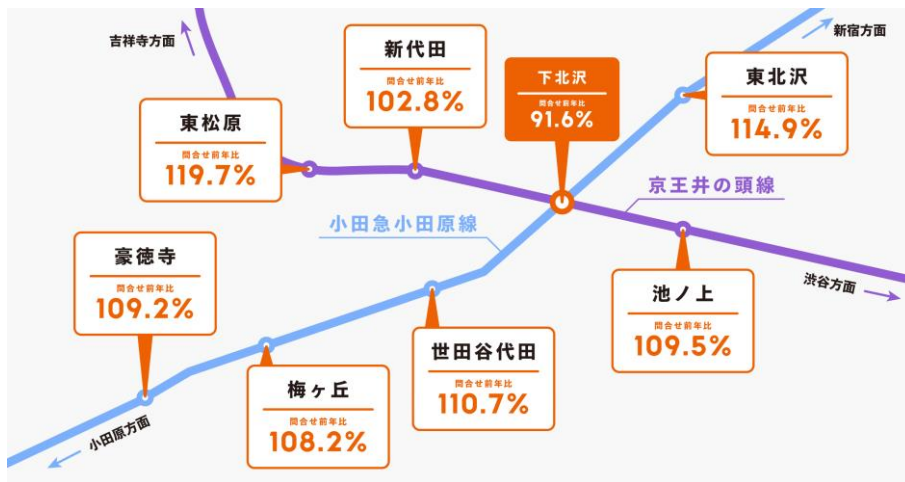 吉祥寺方面
新宿方面
新代田
問合せ前年比
102.8%
下北沢
問合せ前年比
91.6%
東北沢
問合せ前年比
114.9%
東松原
問合せ前年比
119.7%
京王井の頭線
小田急小田原線
豪徳寺
問合せ前年比
109.2%
池ノ上
問合せ前年比
109.5%
渋谷方面
世田谷代田
問合せ前年比
110.7%
梅ヶ丘
問合せ前年比
108.2%
小田原方面